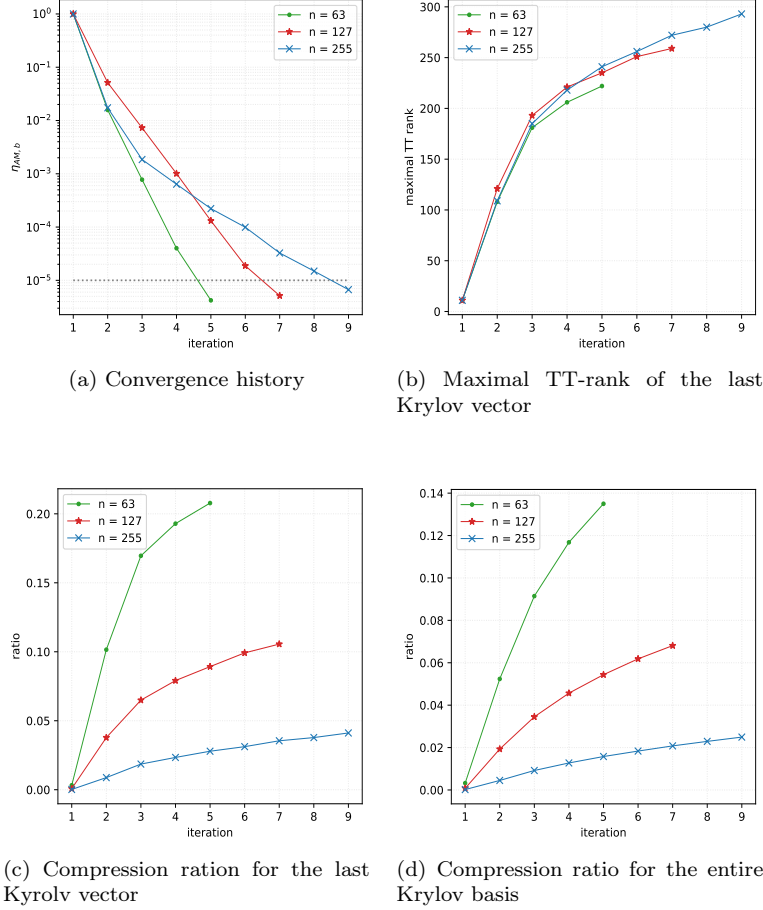 10⁰
10⁻¹
10⁻²
10⁻³
10⁻⁴
10⁻⁵
η_{AM,b}
n = 63
n = 127
n = 255
1 2 3 4 5 6 7 8 9
iteration
(a) Convergence history
300
250
200
150
100
50
0
maximal TT rank
n = 63
n = 127
n = 255
1 2 3 4 5 6 7 8 9
iteration
(b) Maximal TT-rank of the last
Krylov vector
0.20
0.15
0.10
0.05
0.00
ratio
n = 63
n = 127
n = 255
1 2 3 4 5 6 7 8 9
iteration
(c) Compression ration for the last
Kyrolv vector
0.14
0.12
0.10
0.08
0.06
0.04
0.02
0.00
ratio
n = 63
n = 127
n = 255
1 2 3 4 5 6 7 8 9
iteration
(d) Compression ratio for the entire
Krylov basis